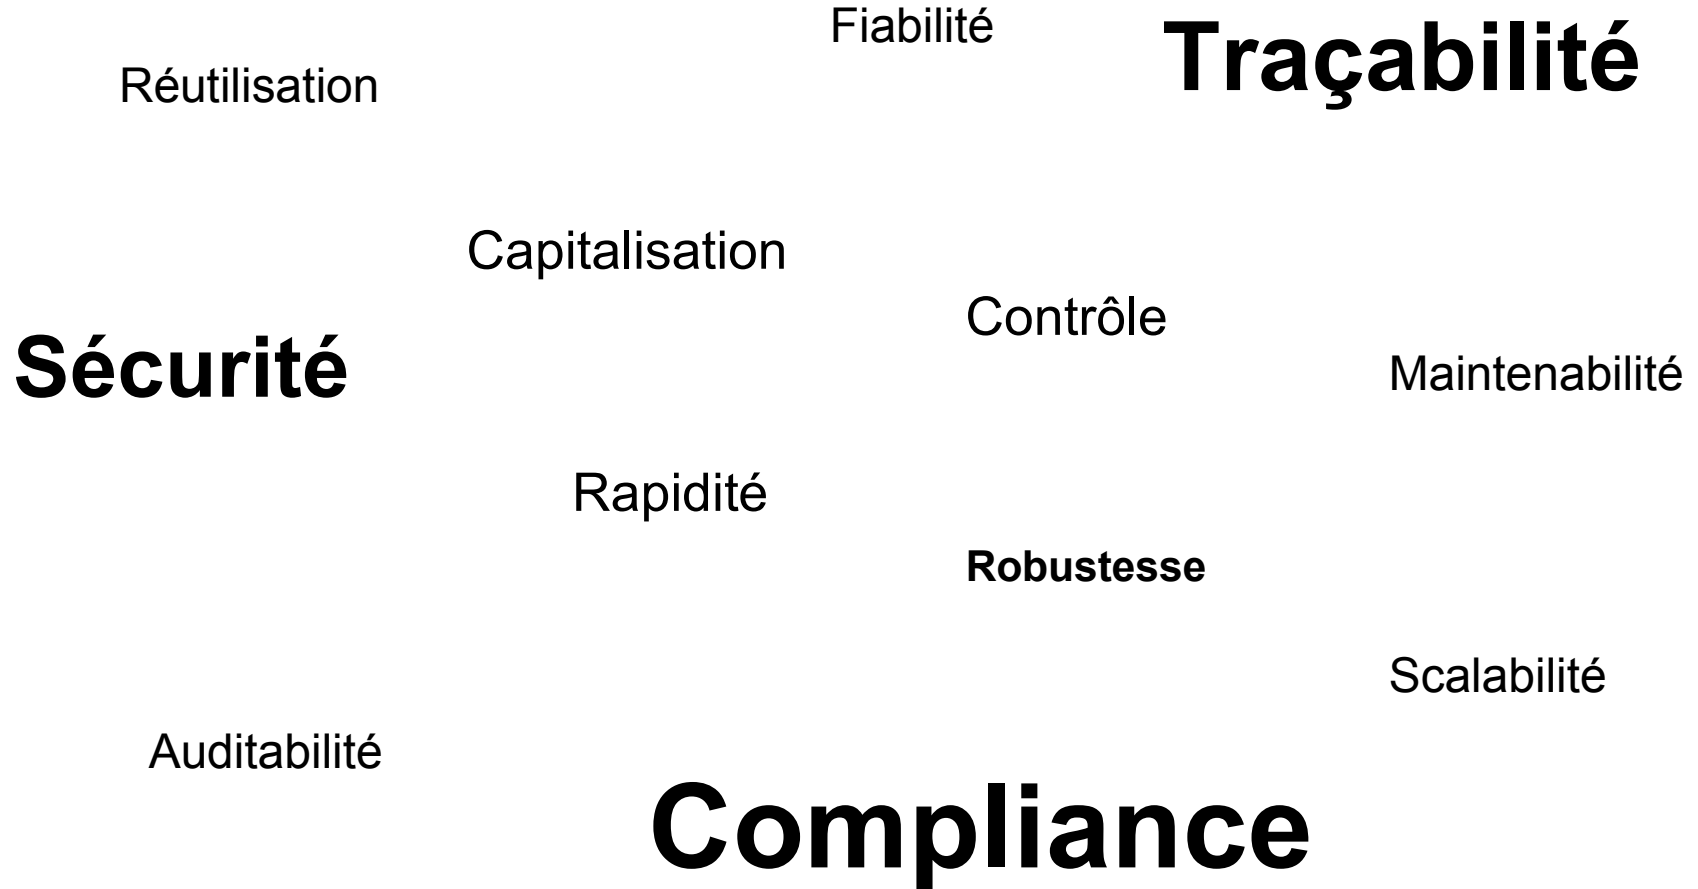 Fiabilité
Traçabilité
Réutilisation
Capitalisation
Contrôle
Sécurité
Maintenabilité
Rapidité
Robustesse
Scalabilité
Auditabilité
Compliance